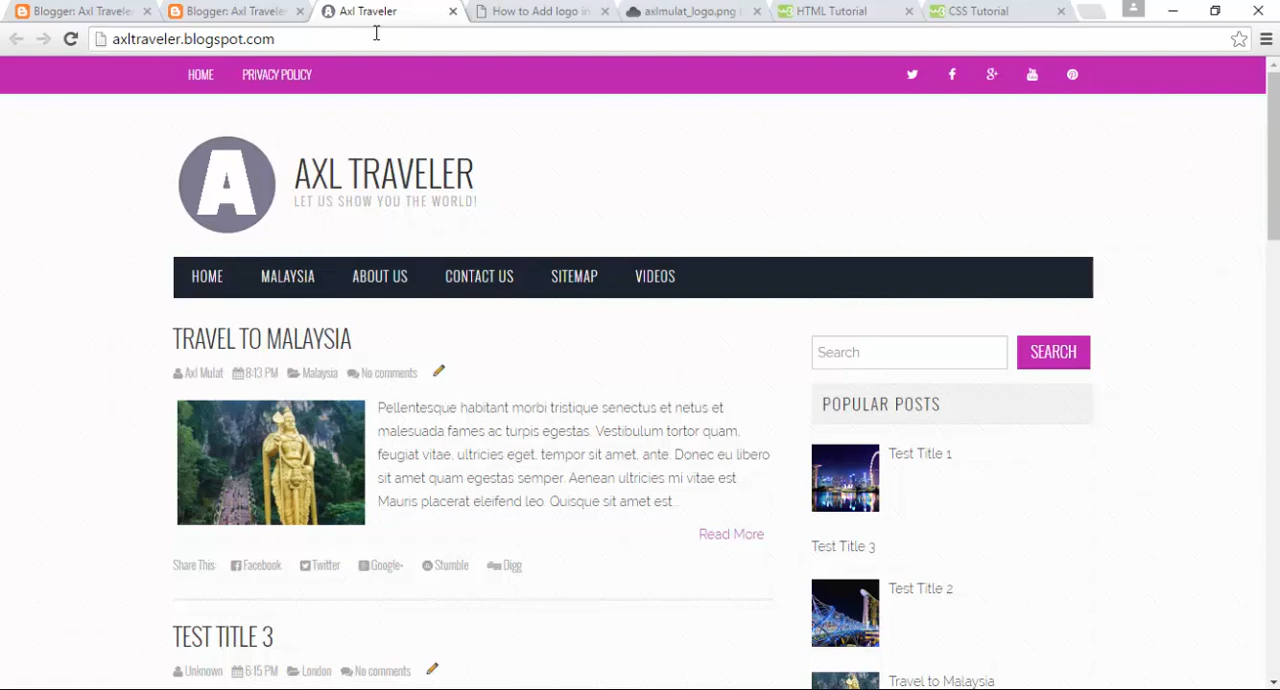 Blogger: Axl Travele
Blogger: Axl Travele
Axl Traveler
How to Add logo in
axlmulat_logo.png
HTML Tutorial
CSS Tutorial
axltraveler.blogspot.com
HOME PRIVACY POLICY
A
AXL TRAVELER
LET US SHOW YOU THE WORLD!
HOME MALAYSIA ABOUT US CONTACT US SITEMAP VIDEOS
TRAVEL TO MALAYSIA
Axl Mulat 8:13 PM Malaysia No comments
Pellentesque habitant morbi tristique senectus et netus et
malesuada fames ac turpis egestas. Vestibulum tortor quam,
feugiat vitae, ultricies eget, tempor sit amet, ante. Donec eu libero
sit amet quam egestas semper. Aenean ultricies mi vitae est.
Mauris placerat eleifend leo. Quisque sit amet est...
Read More
Share This: Facebook Twitter Google+ Stumble Digg
TEST TITLE 3
Unknown 6:15 PM London No comments
Search SEARCH
POPULAR POSTS
Test Title 1
Test Title 3
Test Title 2
Travel to Malaysia